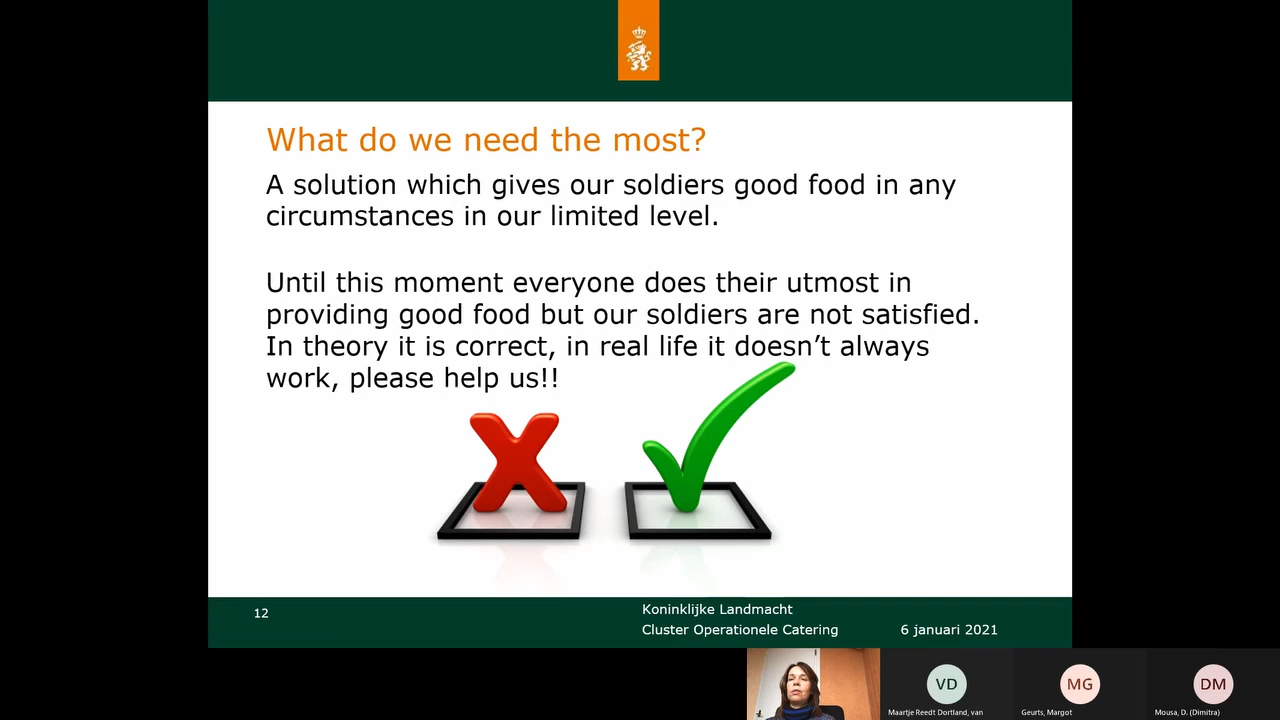 What do we need the most?
A solution which gives our soldiers good food in any
circumstances in our limited level.
Until this moment everyone does their utmost in
providing good food but our soldiers are not satisfied.
In theory it is correct, in real life it doesn’t always
work, please help us!!
12
Koninklijke Landmacht
Cluster Operationele Catering
6 januari 2021
VD
MG
DM
Maartje Reedt Dortland, van
Geurts, Margot
Mousa, D. (Dimitra)